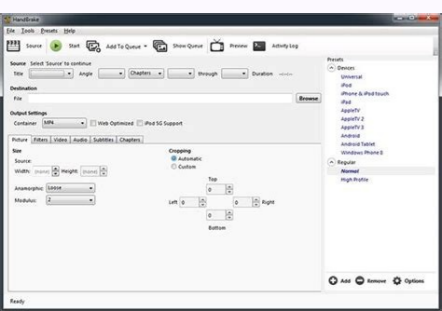 HandBrake
File Tools Presets Help
Source Start Add To Queue Show Queue Preview Activity Log
Source Select 'Source' to continue
Title Angle Chapters through Duration
Destination
File Browse
Output Settings
Container MP4 Web Optimized iPod 5G Support
Picture Filters Video Audio Subtitles Chapters
Size
Source:
Width: (none) Height: (none)
Anamorphic: Loose
Modulus: 2
Cropping
Automatic
Custom
Top
0
Left 0 0 Right
0
Bottom
Presets
Devices
Universal
iPod
iPhone & iPod touch
iPad
AppleTV
AppleTV 2
AppleTV 3
Android
Android Tablet
Windows Phone 8
Regular
Normal
High Profile
Add Remove Options
Ready